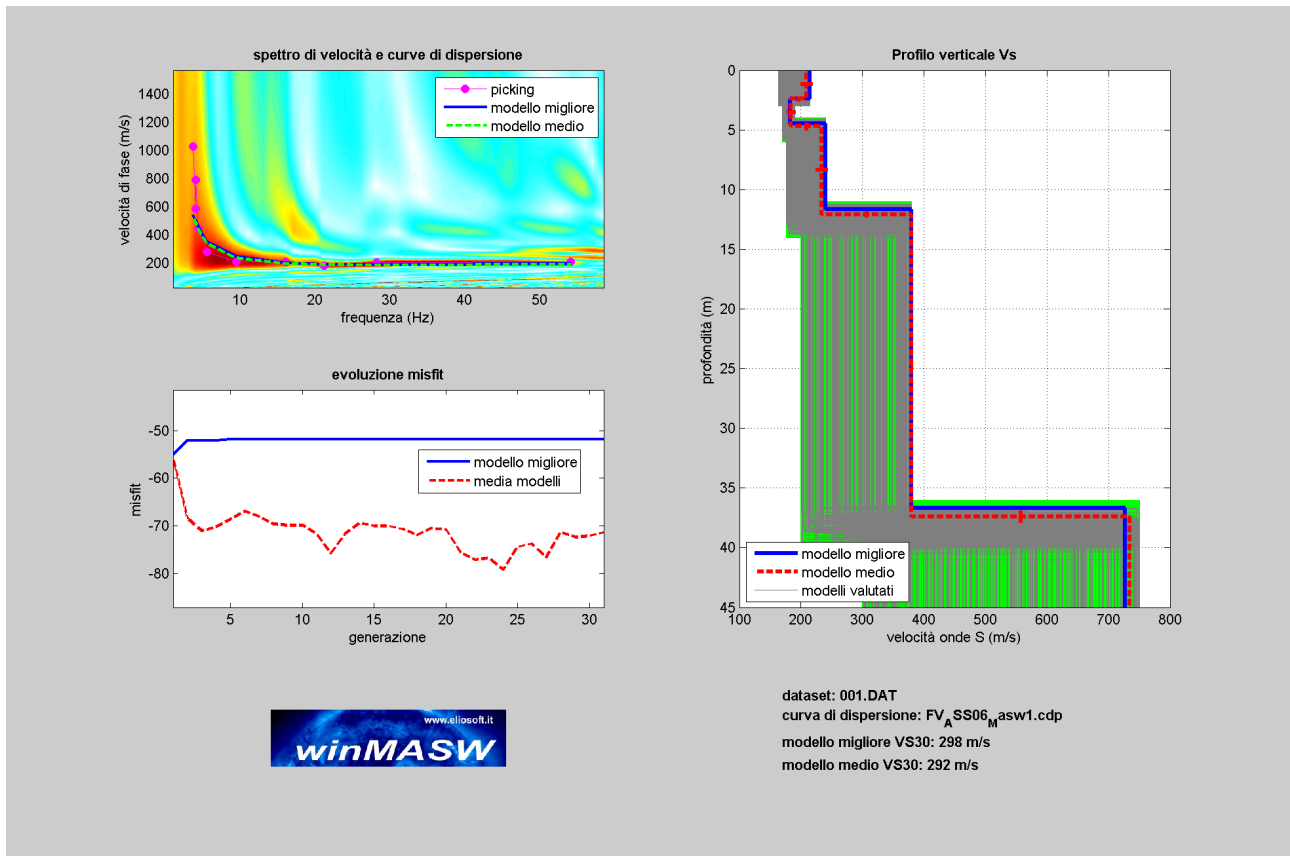 spettro di velocità e curve di dispersione
1400
1200
1000
800
600
400
200
velocità di fase (m/s)
picking
modello migliore
modello medio
10
20
30
40
50
frequenza (Hz)
evoluzione misfit
-50
-60
-70
-80
misfit
modello migliore
media modelli
5
10
15
20
25
30
generazione
www.eliosoft.it
winMASW
Profilo verticale Vs
0
5
10
15
20
25
30
35
40
45
profondità (m)
modello migliore
modello medio
modelli valutati
100
200
300
400
500
600
700
800
velocità onde S (m/s)
dataset: 001.DAT
curva di dispersione: FV_ASS06_Masw1.cdp
modello migliore VS30: 298 m/s
modello medio VS30: 292 m/s